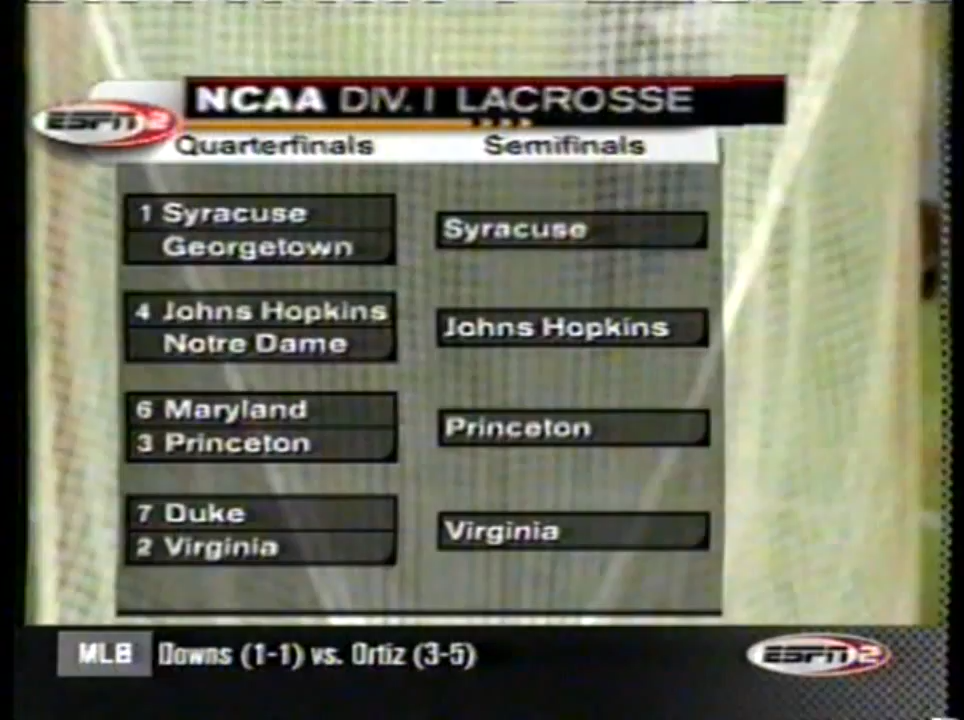 NCAA DIV. I LACROSSE
ESPN2
Quarterfinals Semifinals
1 Syracuse
Georgetown
Syracuse
4 Johns Hopkins
Notre Dame
Johns Hopkins
6 Maryland
3 Princeton
Princeton
7 Duke
2 Virginia
Virginia
MLB Downs (1-1) vs. Ortiz (3-5) ESPN2